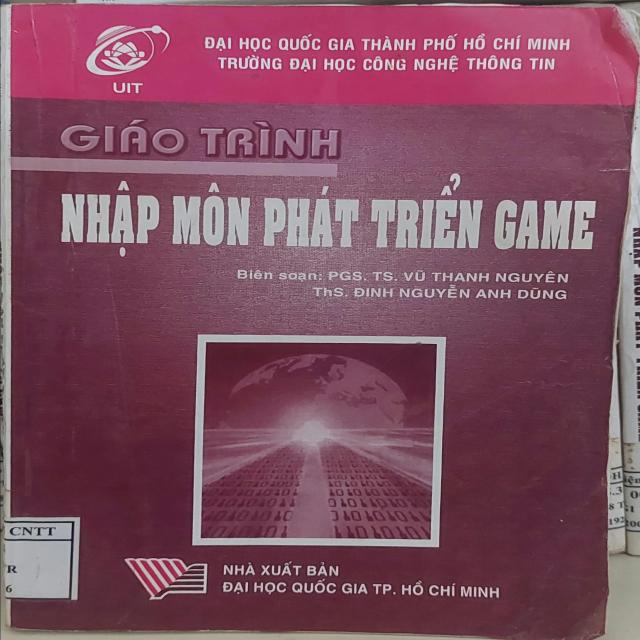 ĐẠI HỌC QUỐC GIA THÀNH PHỐ HỒ CHÍ MINH
TRƯỜNG ĐẠI HỌC CÔNG NGHỆ THÔNG TIN
UIT
GIÁO TRÌNH
NHẬP MÔN PHÁT TRIỂN GAME
Biên soạn: PGS. TS. VŨ THANH NGUYÊN
ThS. ĐINH NGUYỄN ANH DŨNG
CNTT
R
6
NHÀ XUẤT BẢN
ĐẠI HỌC QUỐC GIA TP. HỒ CHÍ MINH